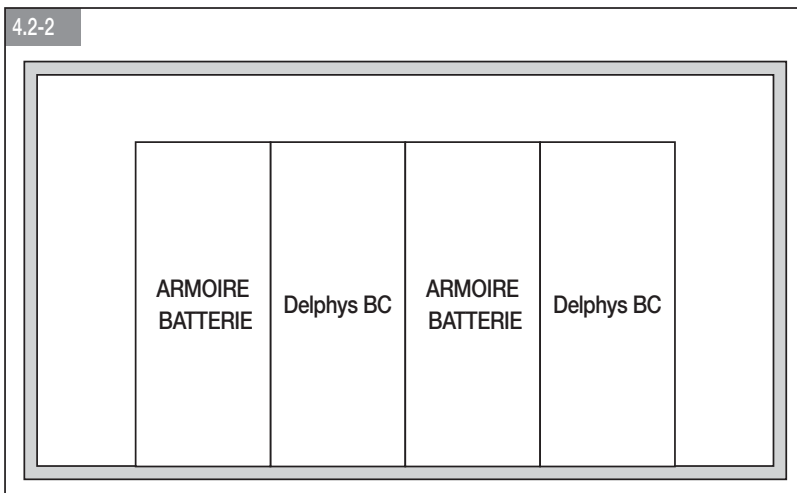 4.2-2
ARMOIRE
BATTERIE
Delphys BC
ARMOIRE
BATTERIE
Delphys BC